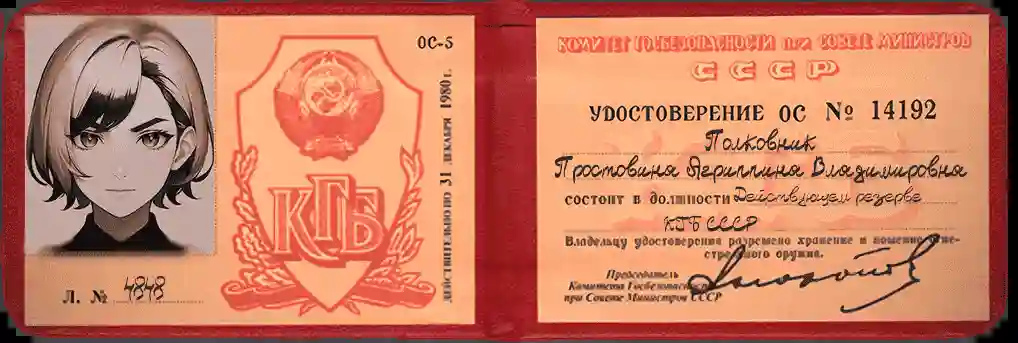 ОС-5
КГБ
ДЕЙСТВИТЕЛЬНО ПО 31 ДЕКАБРЯ 1980 г.
Л. № 4848
КОМИТЕТ ГОСБЕЗОПАСНОСТИ при СОВЕТЕ МИНИСТРОВ
СССР
УДОСТОВЕРЕНИЕ ОС № 14192
Полковник
Простовина Агриппина Владимировна
состоит в должности Действующем резерве
КГБ СССР
Владельцу удостоверения разрешено хранение и ношение огне-
стрельного оружия.
Председатель
Комитета Госбезопасности
при Совете Министров СССР